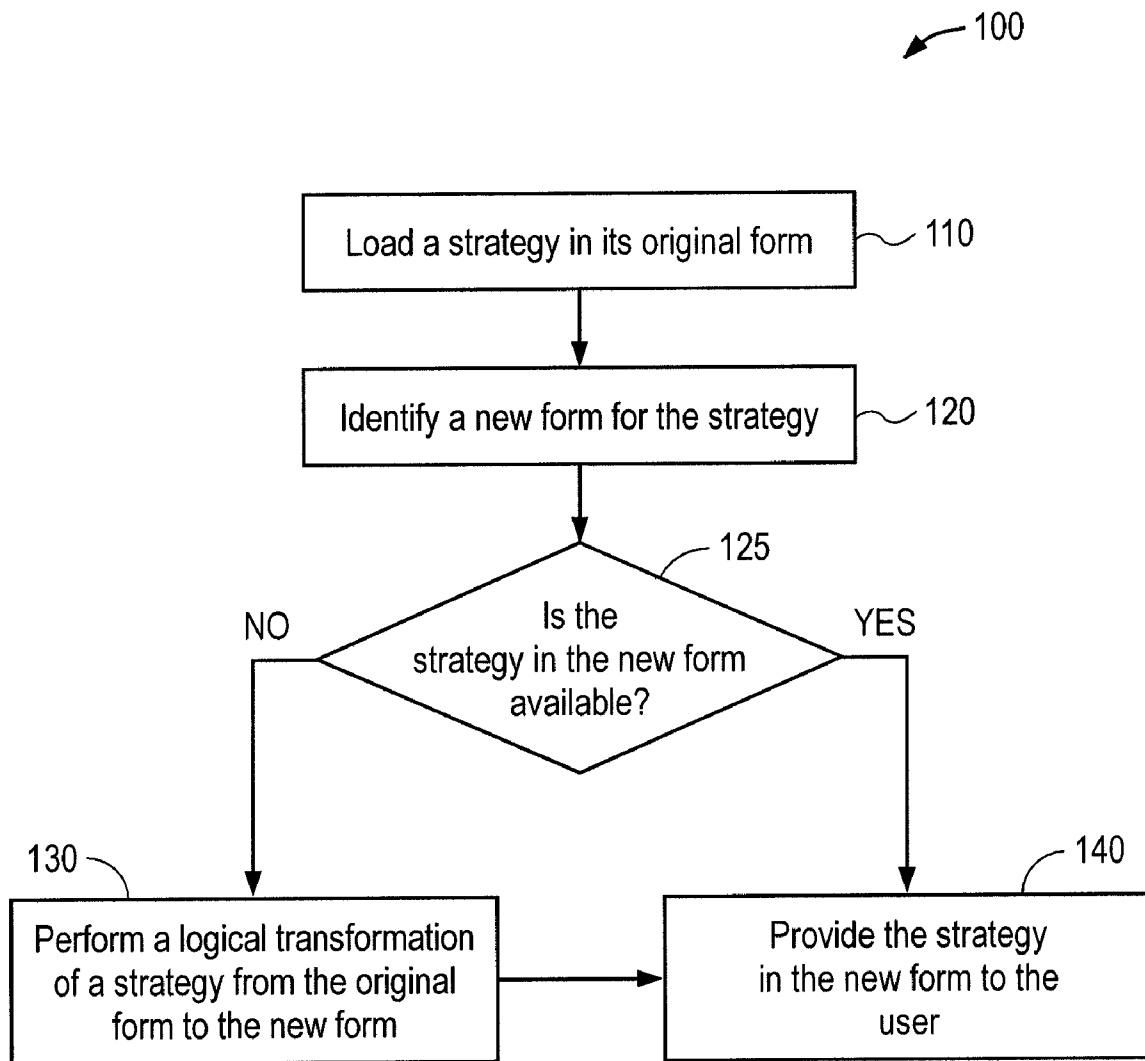 100
Load a strategy in its original form
110
Identify a new form for the strategy
120
125
Is the
strategy in the new form
available?
NO
YES
130
Perform a logical transformation
of a strategy from the original
form to the new form
140
Provide the strategy
in the new form to the
user